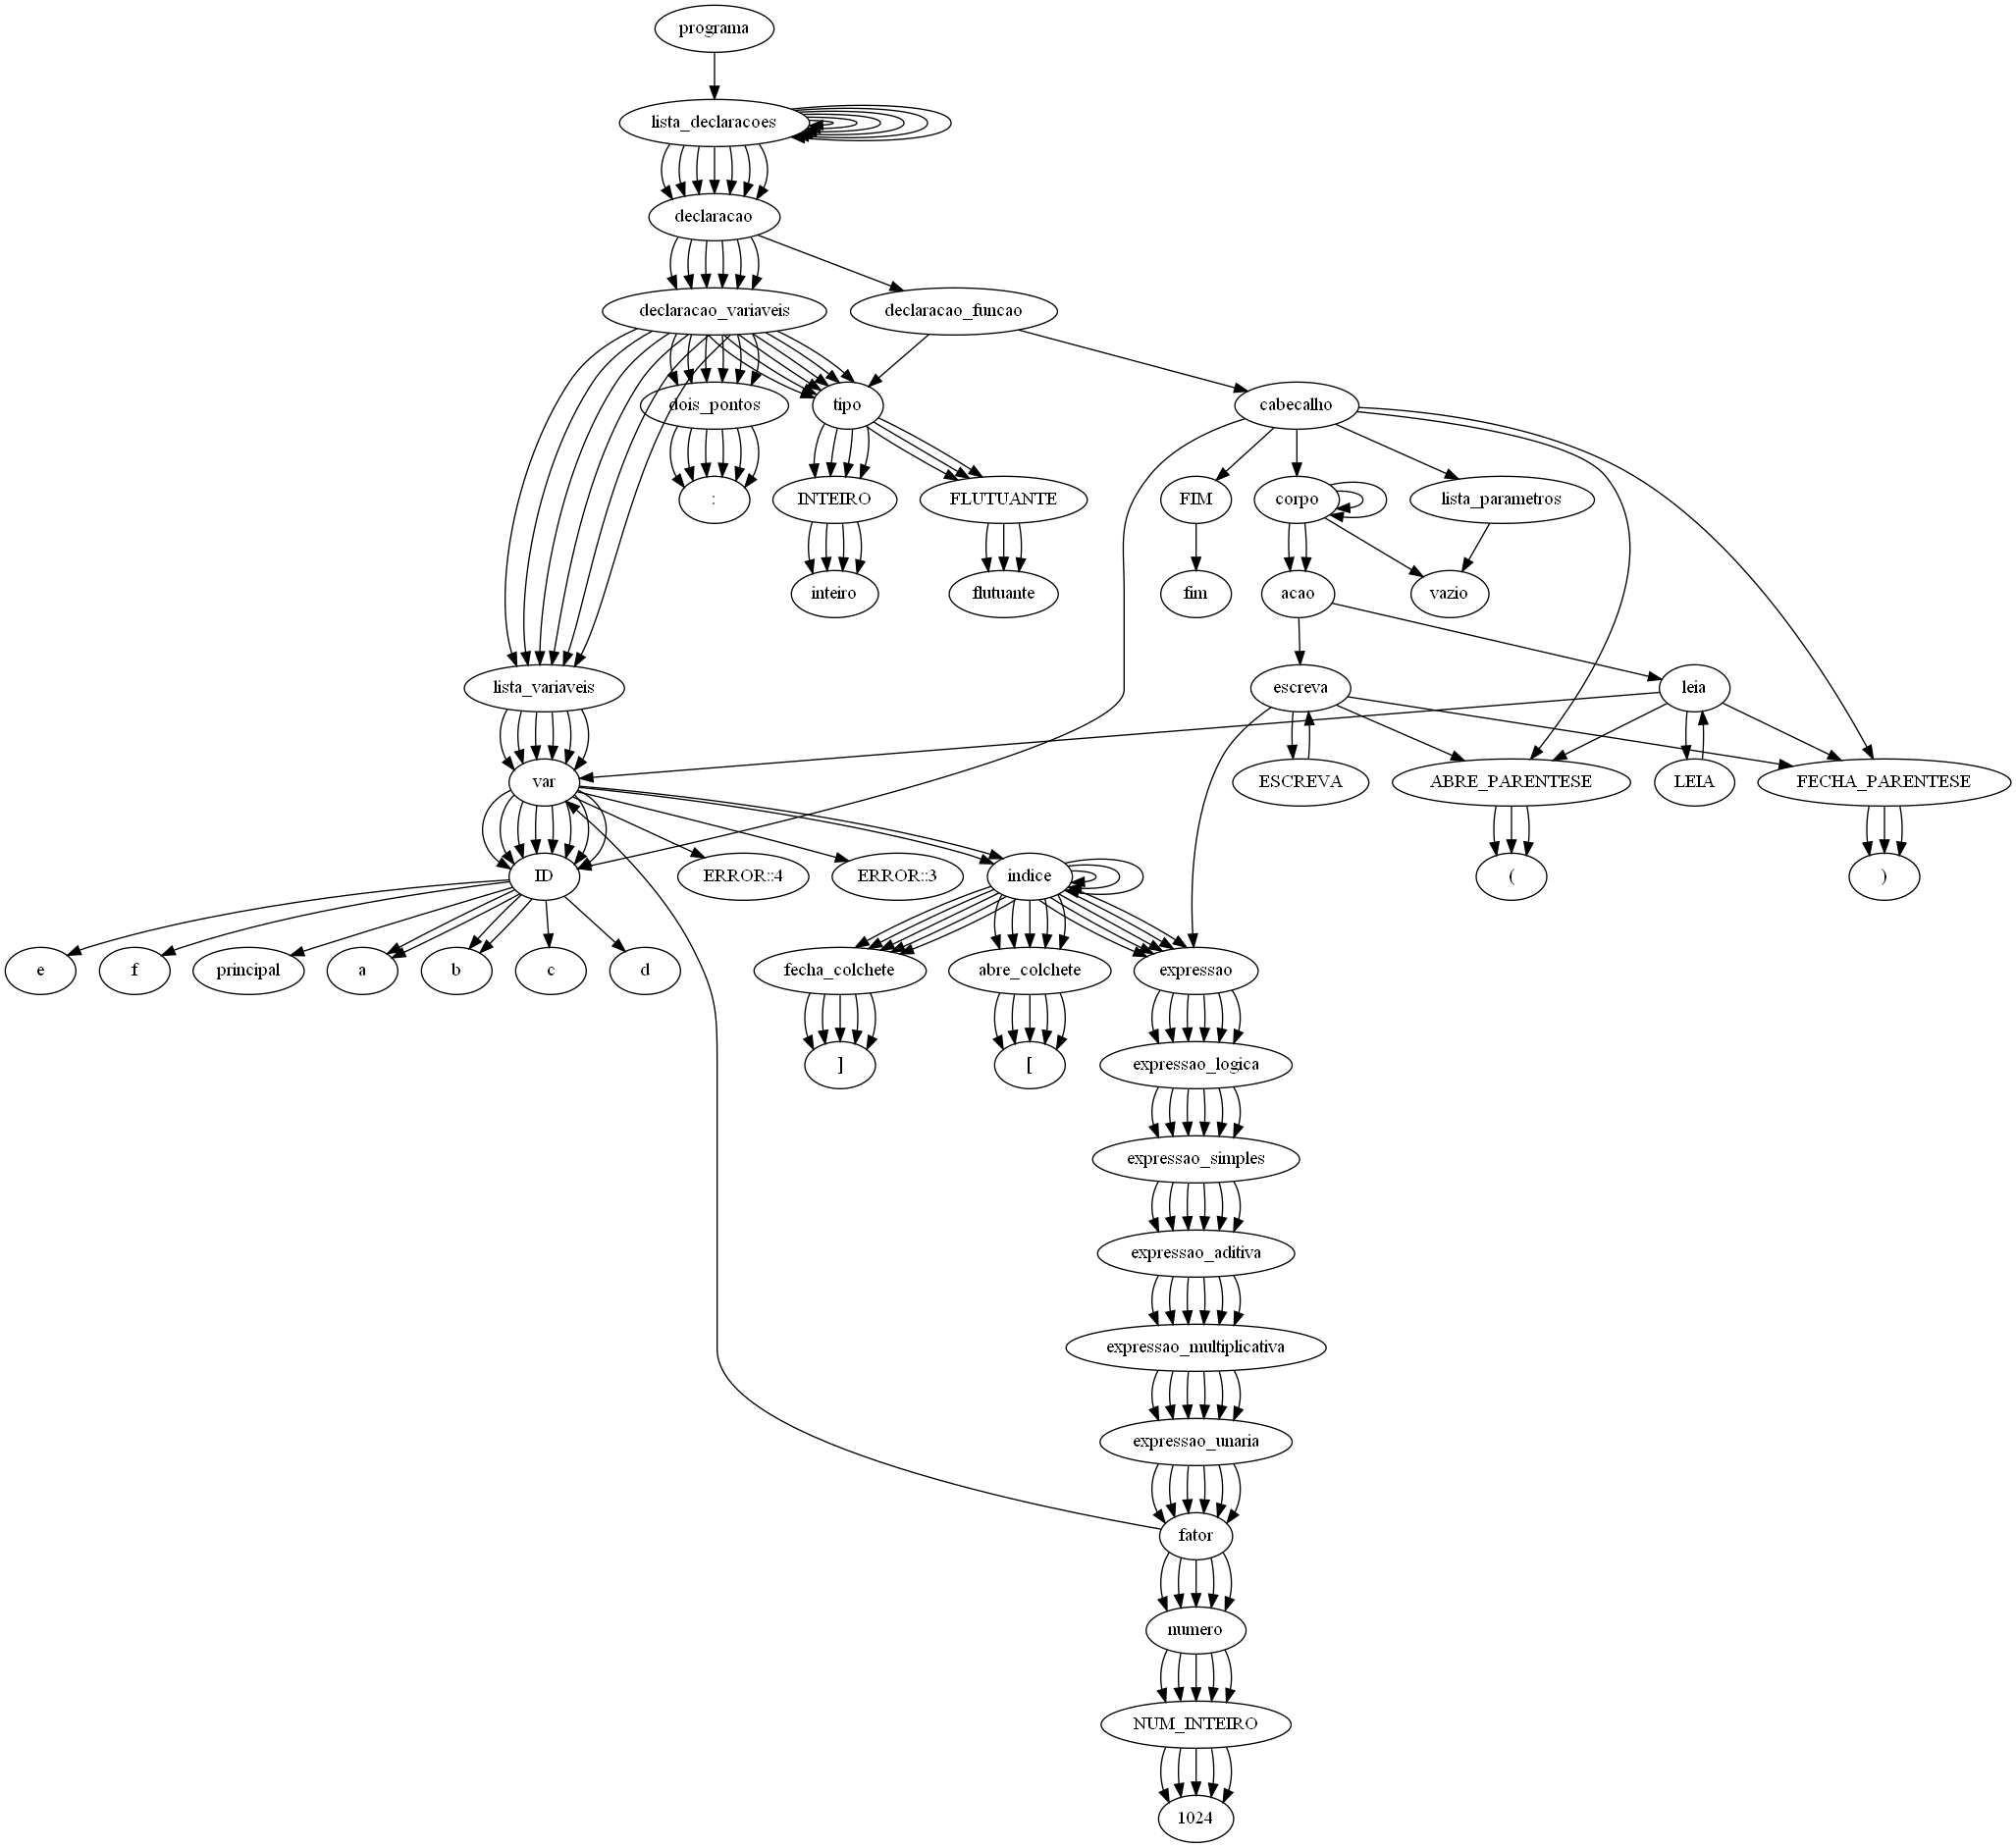 programa
lista_declaracoes
declaracao
declaracao_variaveis
declaracao_funcao
dois_pontos
tipo
cabecalho
:
INTEIRO
FLUTUANTE
FIM
corpo
lista_parametros
inteiro
flutuante
fim
acao
vazio
lista_variaveis
escreva
leia
var
ESCREVA
ABRE_PARENTESE
LEIA
FECHA_PARENTESE
ID
ERROR::4
ERROR::3
indice
(
)
e
f
principal
a
b
c
d
fecha_colchete
abre_colchete
expressao
]
[
expressao_logica
expressao_simples
expressao_aditiva
expressao_multiplicativa
expressao_unaria
fator
numero
NUM_INTEIRO
1024